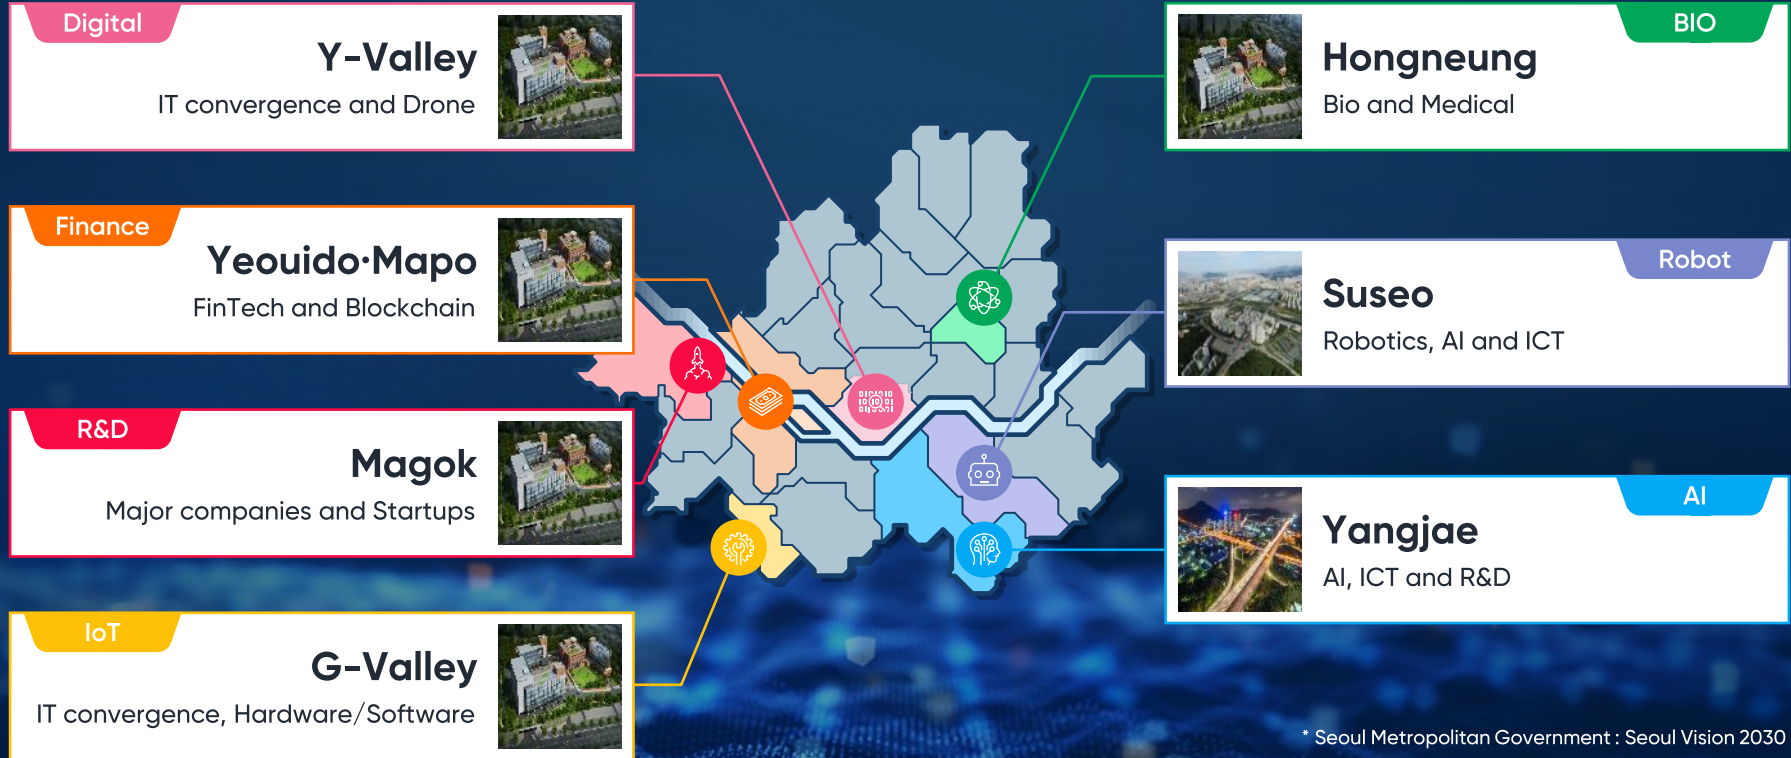 Digital
Y-Valley
IT convergence and Drone
Finance
Yeouido·Mapo
FinTech and Blockchain
R&D
Magok
Major companies and Startups
IoT
G-Valley
IT convergence, Hardware/Software
BIO
Hongneung
Bio and Medical
Robot
Suseo
Robotics, AI and ICT
AI
Yangjae
AI, ICT and R&D
* Seoul Metropolitan Government : Seoul Vision 2030